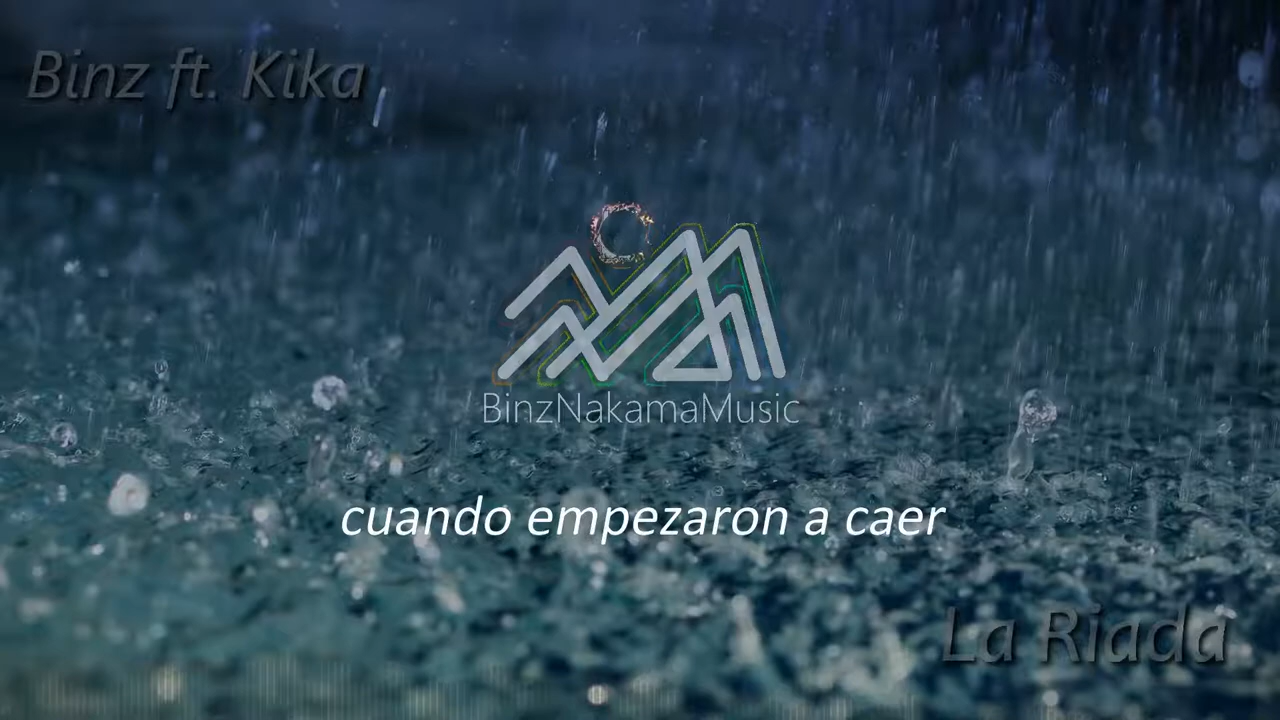 Binz ft. Kika
BinzNakamaMusic
cuando empezaron a caer
La Riada